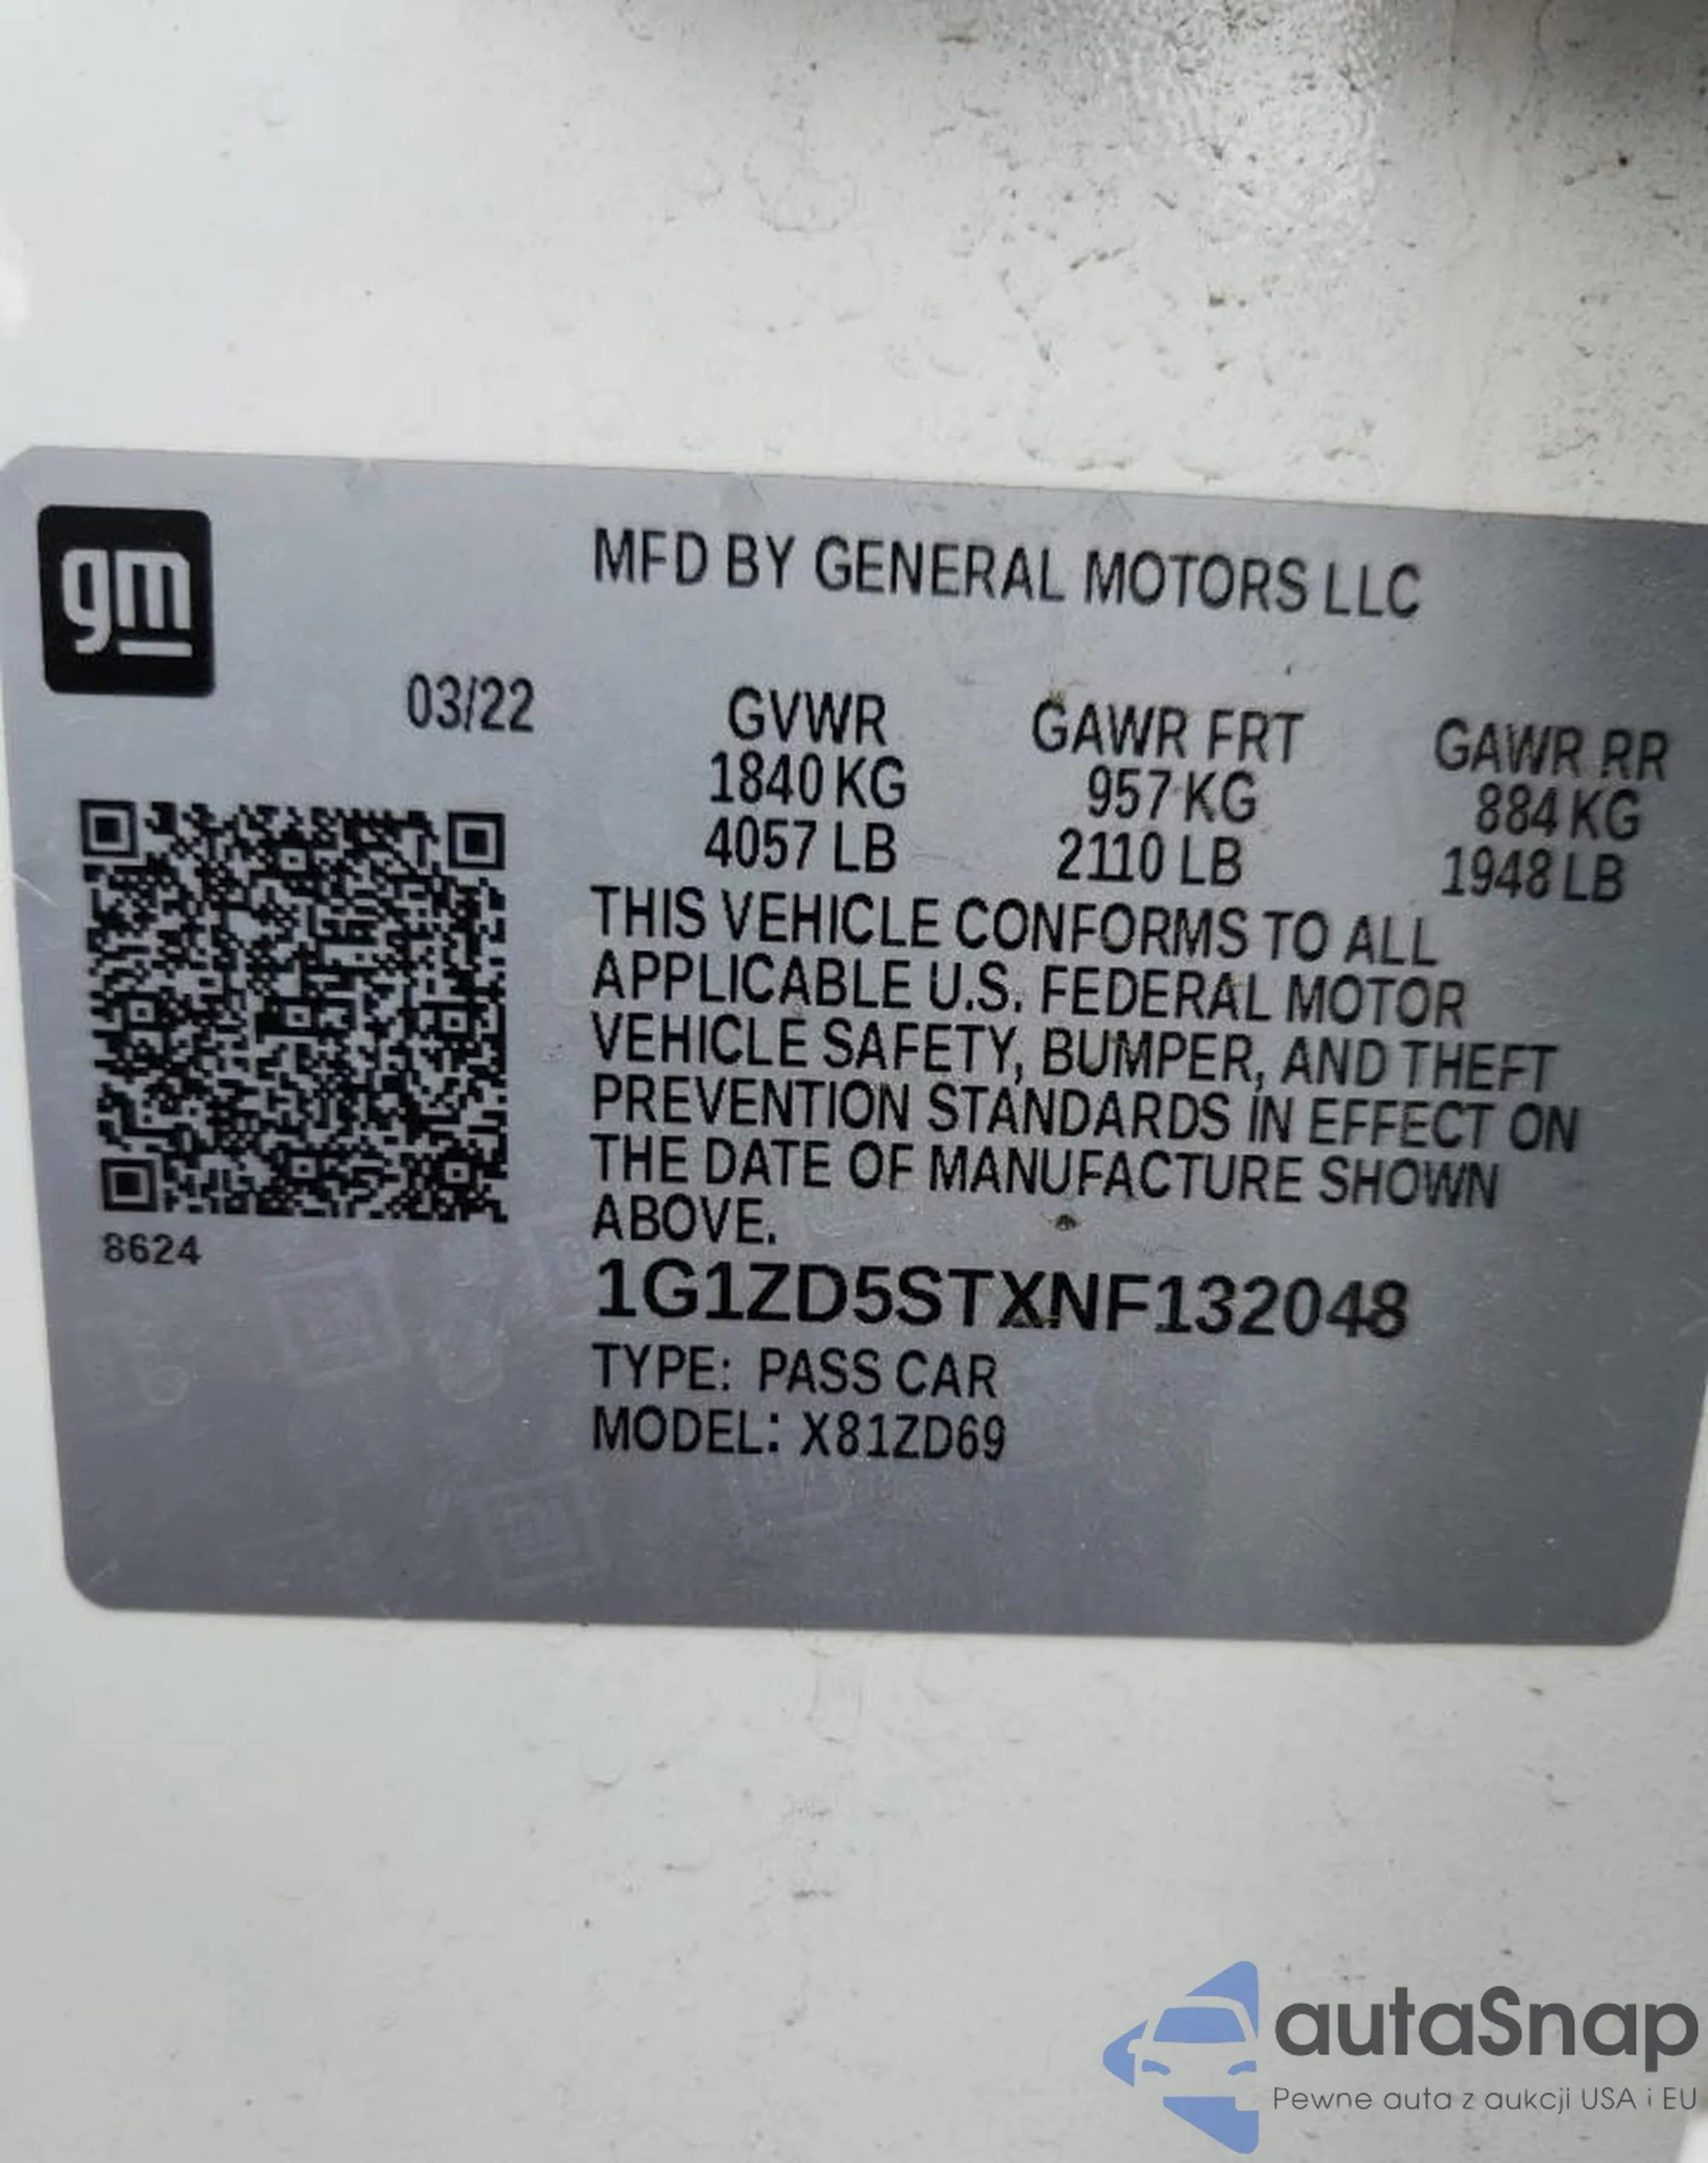 gm
MFD BY GENERAL MOTORS LLC
03/22 GVWR GAWR FRT GAWR RR
1840 KG 957 KG 884 KG
4057 LB 2110 LB 1948 LB
THIS VEHICLE CONFORMS TO ALL
APPLICABLE U.S. FEDERAL MOTOR
VEHICLE SAFETY, BUMPER, AND THEFT
PREVENTION STANDARDS IN EFFECT ON
THE DATE OF MANUFACTURE SHOWN
ABOVE.
8624
1G1ZD5STXNF132048
TYPE: PASS CAR
MODEL: X81ZD69
autaSnap
Pewne auta z aukcji USA i EU